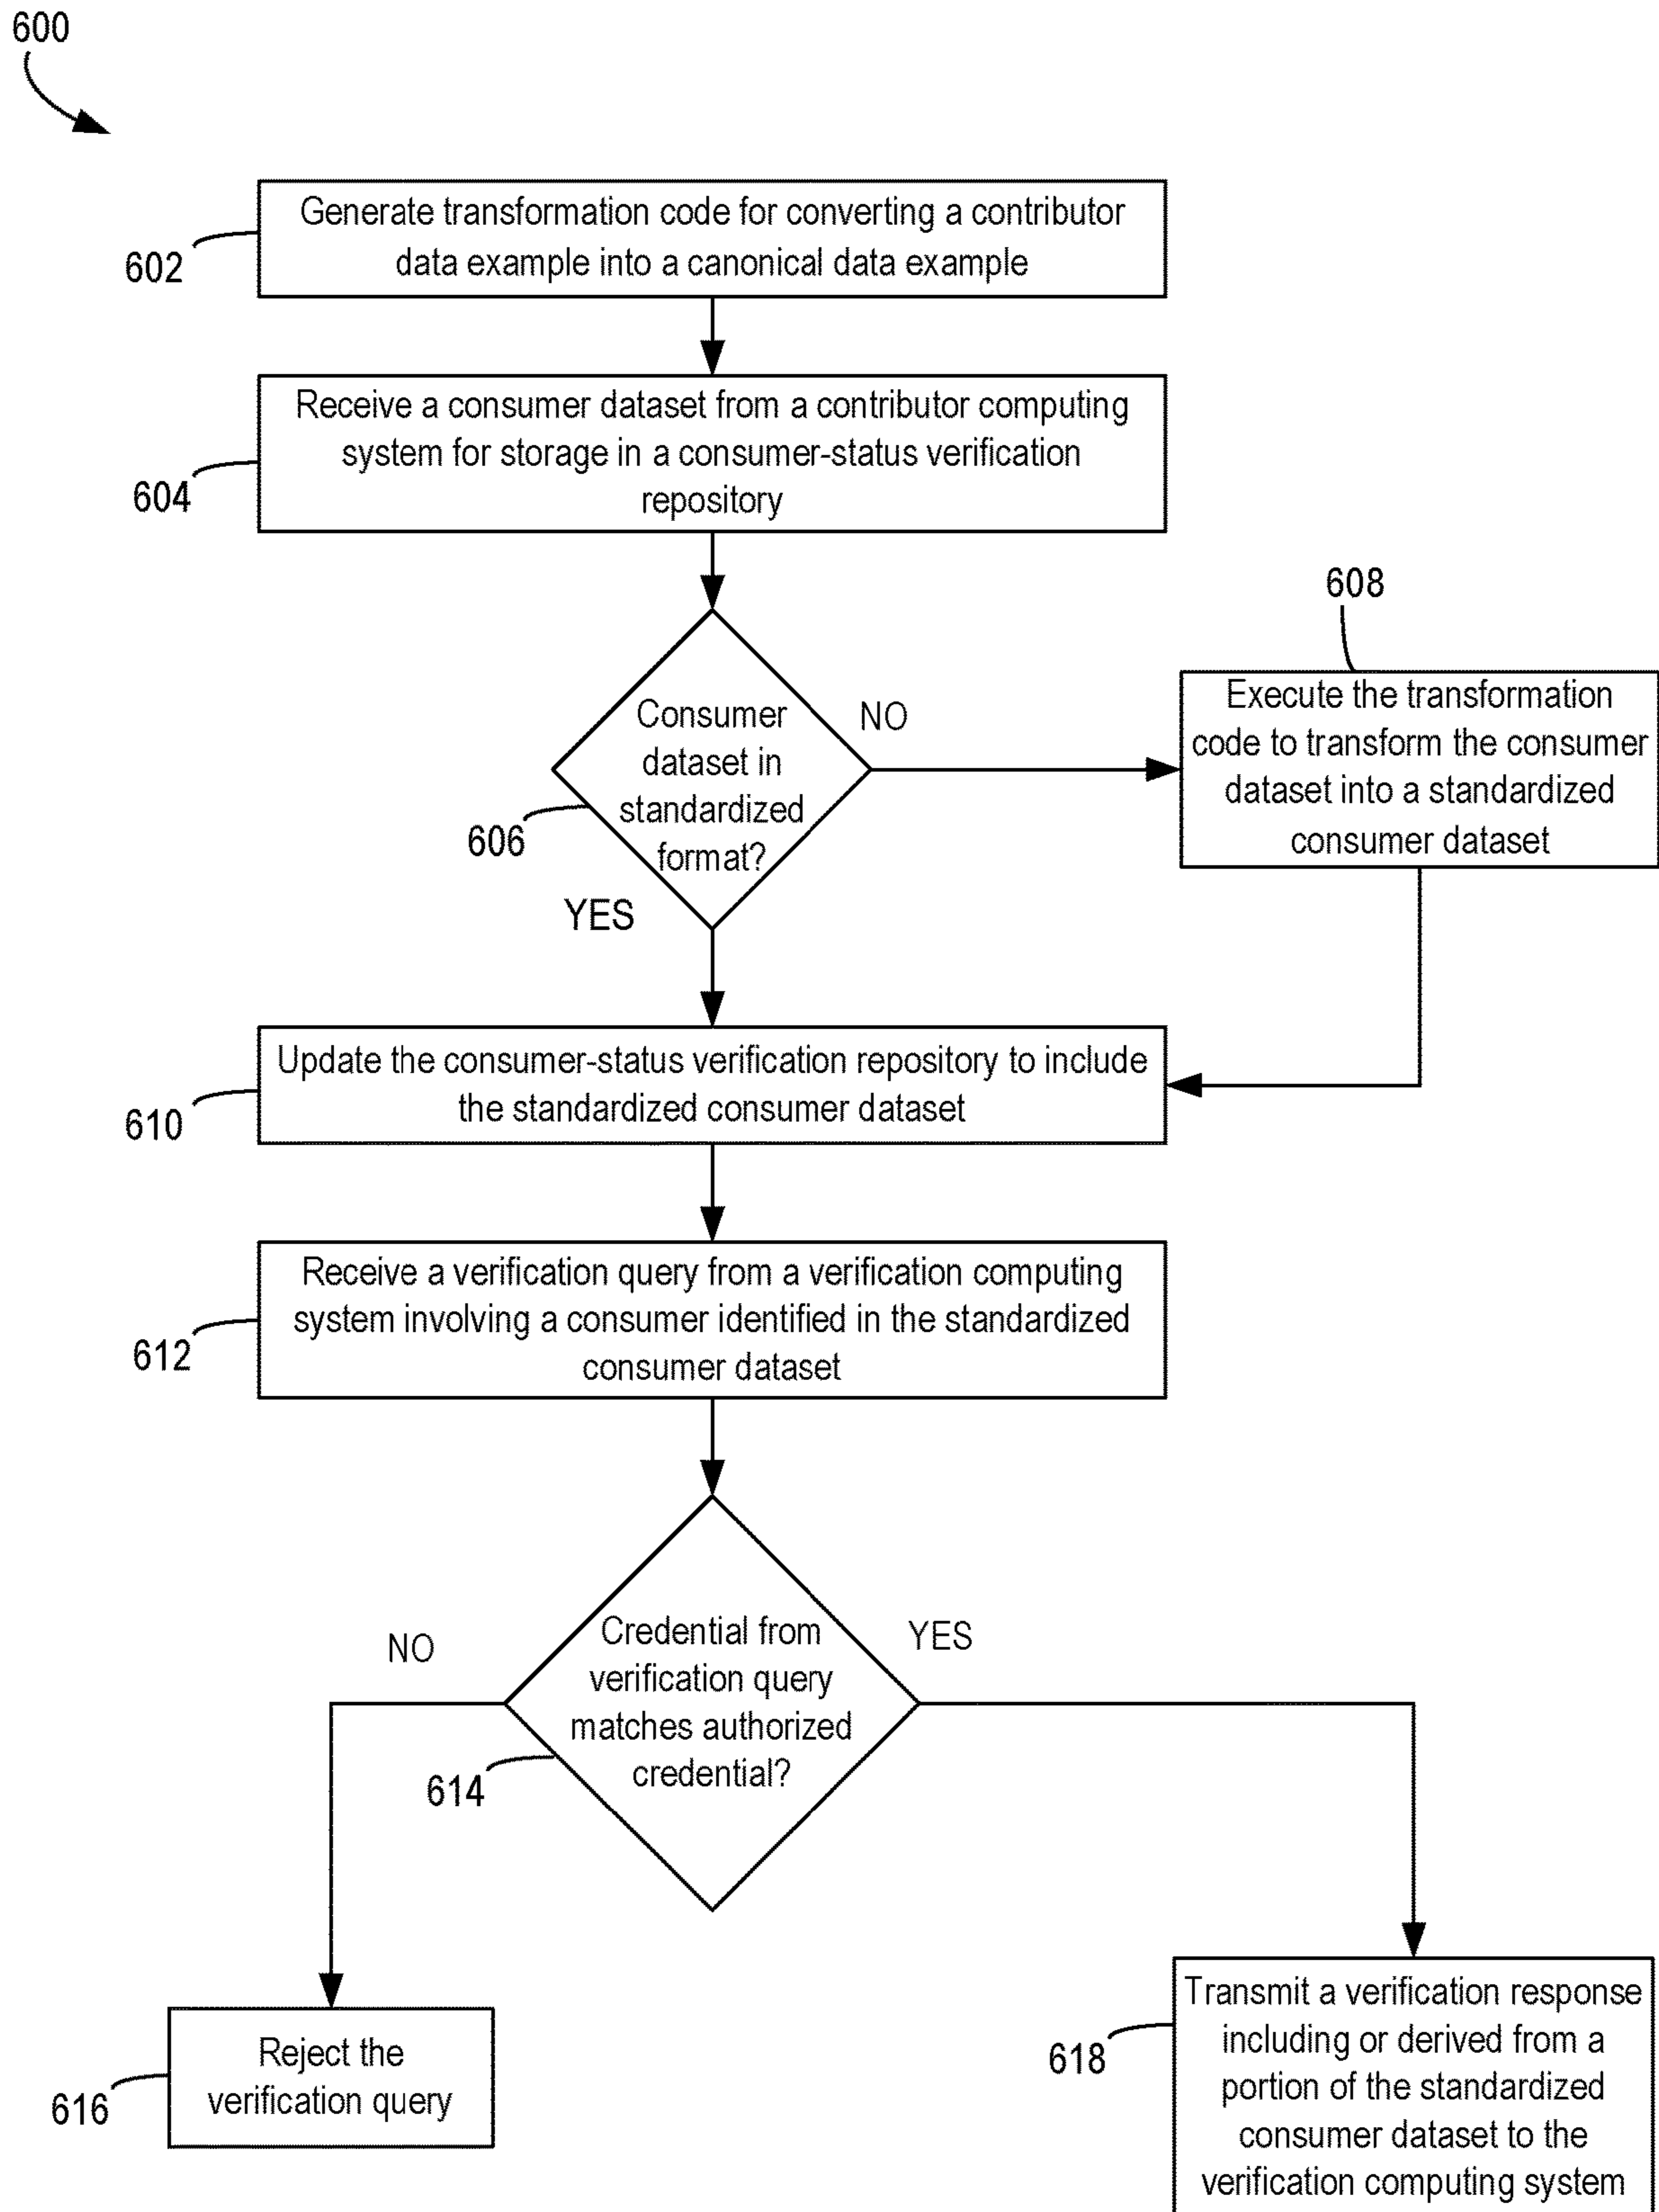 600
Generate transformation code for converting a contributor
data example into a canonical data example
602
Receive a consumer dataset from a contributor computing
system for storage in a consumer-status verification
repository
604
608
Consumer
dataset in
standardized
format?
NO
606
YES
Execute the transformation
code to transform the consumer
dataset into a standardized
consumer dataset
Update the consumer-status verification repository to include
the standardized consumer dataset
610
Receive a verification query from a verification computing
system involving a consumer identified in the standardized
consumer dataset
612
Credential from
verification query
matches authorized
credential?
NO
YES
614
Reject the
verification query
616
Transmit a verification response
including or derived from a
portion of the standardized
consumer dataset to the
verification computing system
618